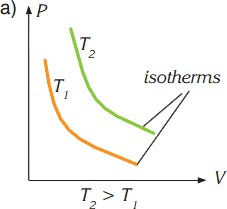 a) P
T₂
T₁
isotherms
V
T₂ > T₁